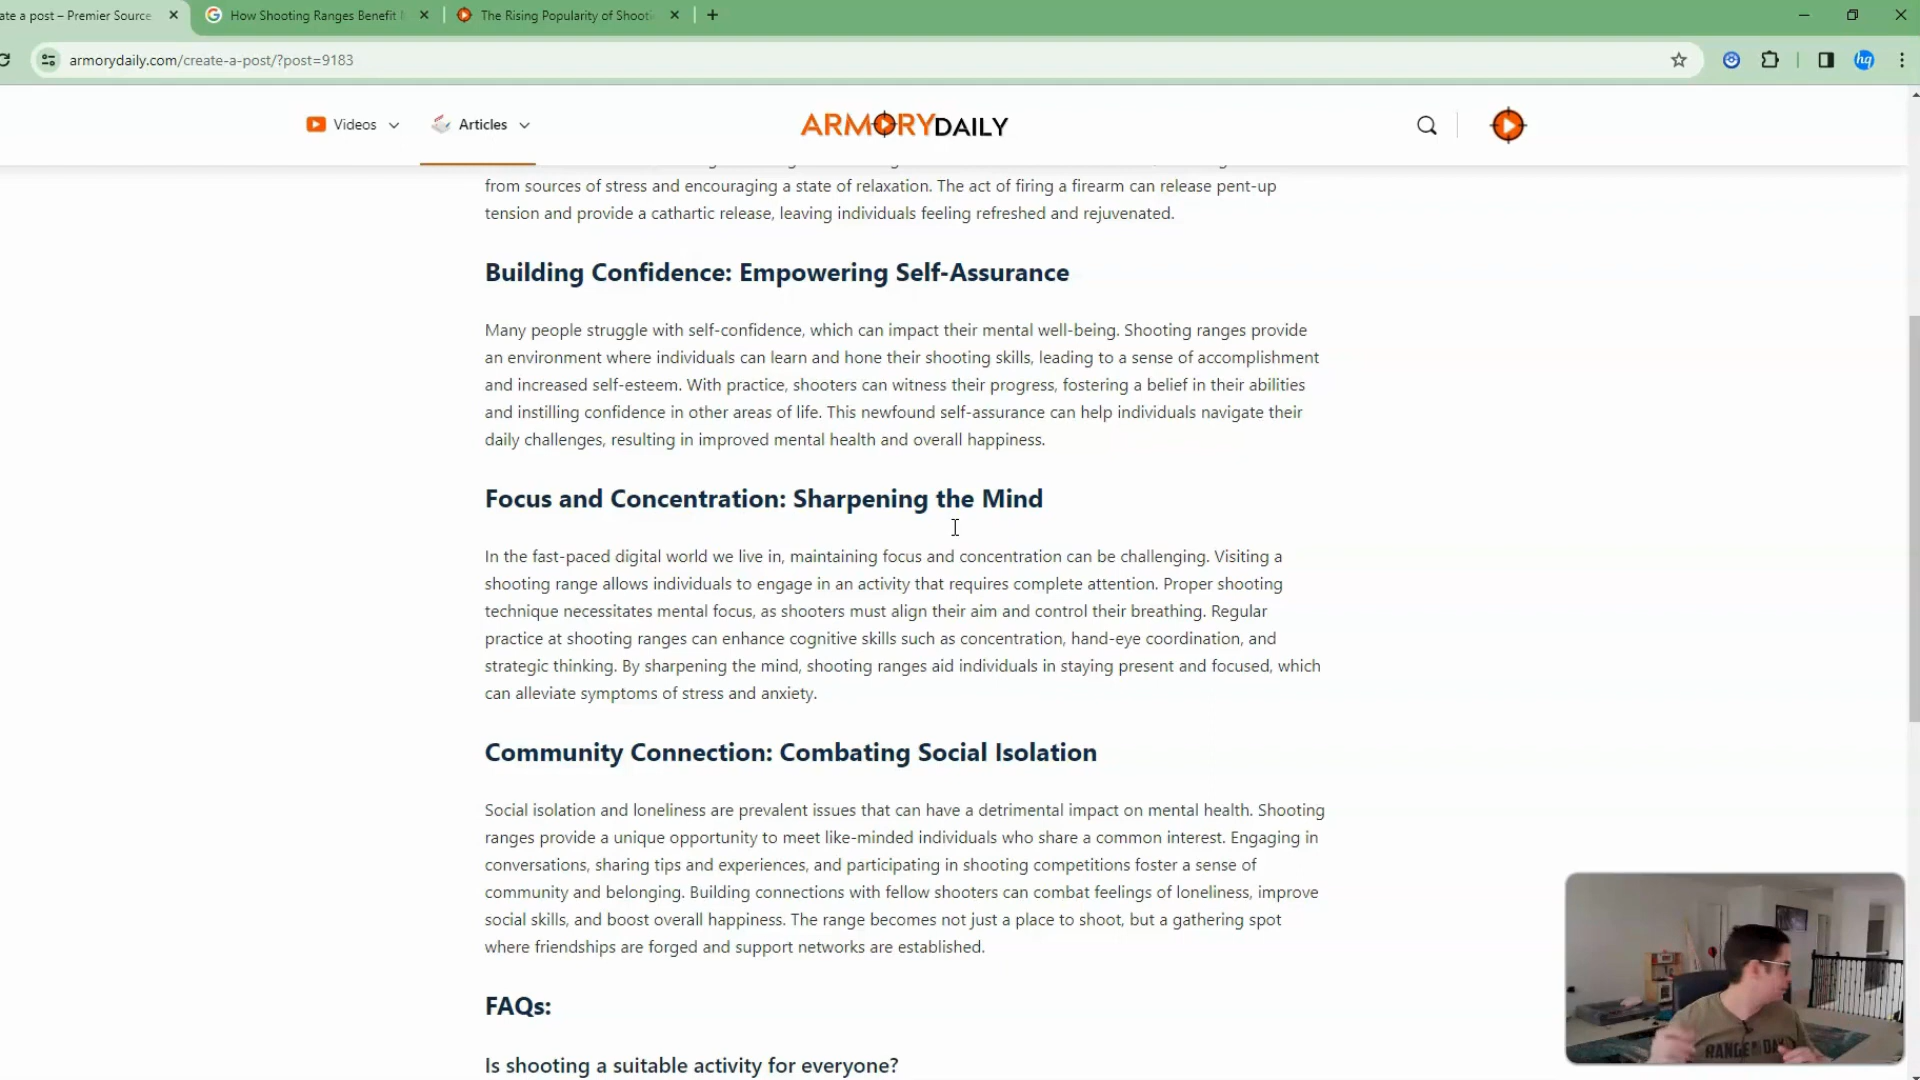 ate a post – Premier Source
How Shooting Ranges Benefit
The Rising Popularity of Shooti
armorydaily.com/create-a-post/?post=9183
hq
Videos
Articles
ARMORYDAILY
from sources of stress and encouraging a state of relaxation. The act of firing a firearm can release pent-up
tension and provide a cathartic release, leaving individuals feeling refreshed and rejuvenated.
Building Confidence: Empowering Self-Assurance
Many people struggle with self-confidence, which can impact their mental well-being. Shooting ranges provide
an environment where individuals can learn and hone their shooting skills, leading to a sense of accomplishment
and increased self-esteem. With practice, shooters can witness their progress, fostering a belief in their abilities
and instilling confidence in other areas of life. This newfound self-assurance can help individuals navigate their
daily challenges, resulting in improved mental health and overall happiness.
Focus and Concentration: Sharpening the Mind
In the fast-paced digital world we live in, maintaining focus and concentration can be challenging. Visiting a
shooting range allows individuals to engage in an activity that requires complete attention. Proper shooting
technique necessitates mental focus, as shooters must align their aim and control their breathing. Regular
practice at shooting ranges can enhance cognitive skills such as concentration, hand-eye coordination, and
strategic thinking. By sharpening the mind, shooting ranges aid individuals in staying present and focused, which
can alleviate symptoms of stress and anxiety.
Community Connection: Combating Social Isolation
Social isolation and loneliness are prevalent issues that can have a detrimental impact on mental health. Shooting
ranges provide a unique opportunity to meet like-minded individuals who share a common interest. Engaging in
conversations, sharing tips and experiences, and participating in shooting competitions foster a sense of
community and belonging. Building connections with fellow shooters can combat feelings of loneliness, improve
social skills, and boost overall happiness. The range becomes not just a place to shoot, but a gathering spot
where friendships are forged and support networks are established.
FAQs:
Is shooting a suitable activity for everyone?
RANGE DAY